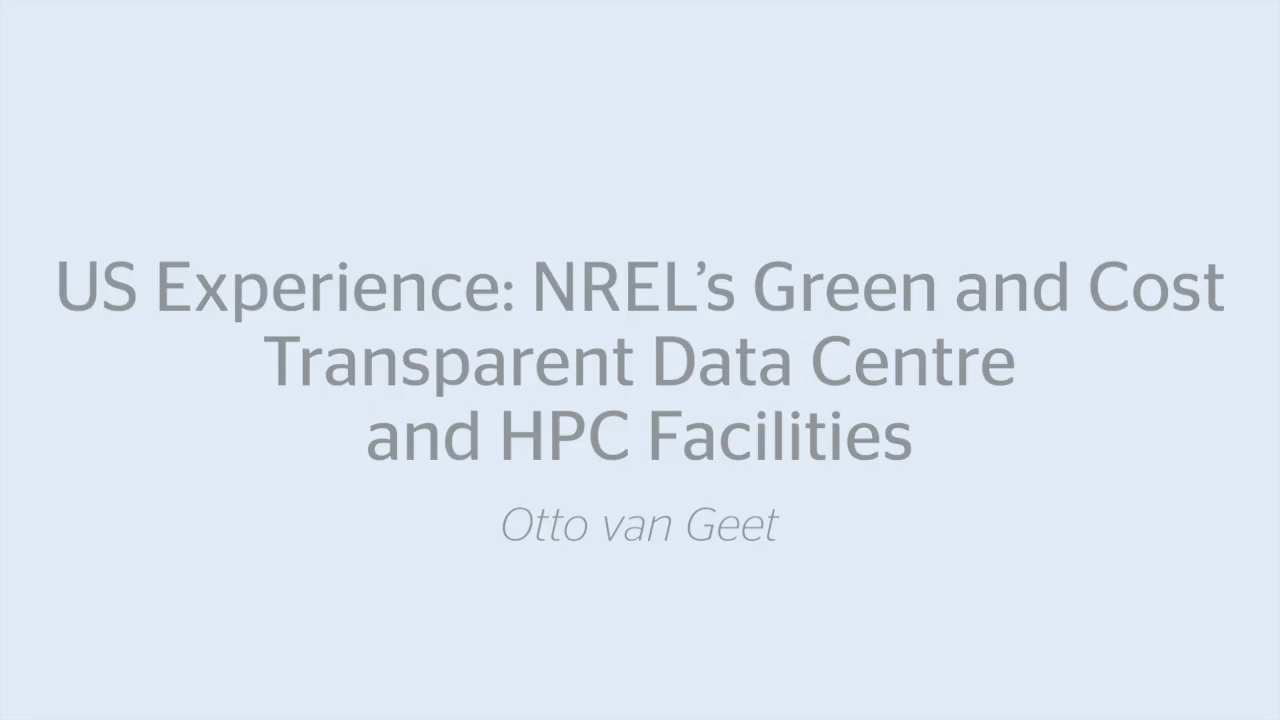 US Experience: NREL’s Green and Cost
Transparent Data Centre
and HPC Facilities
Otto van Geet